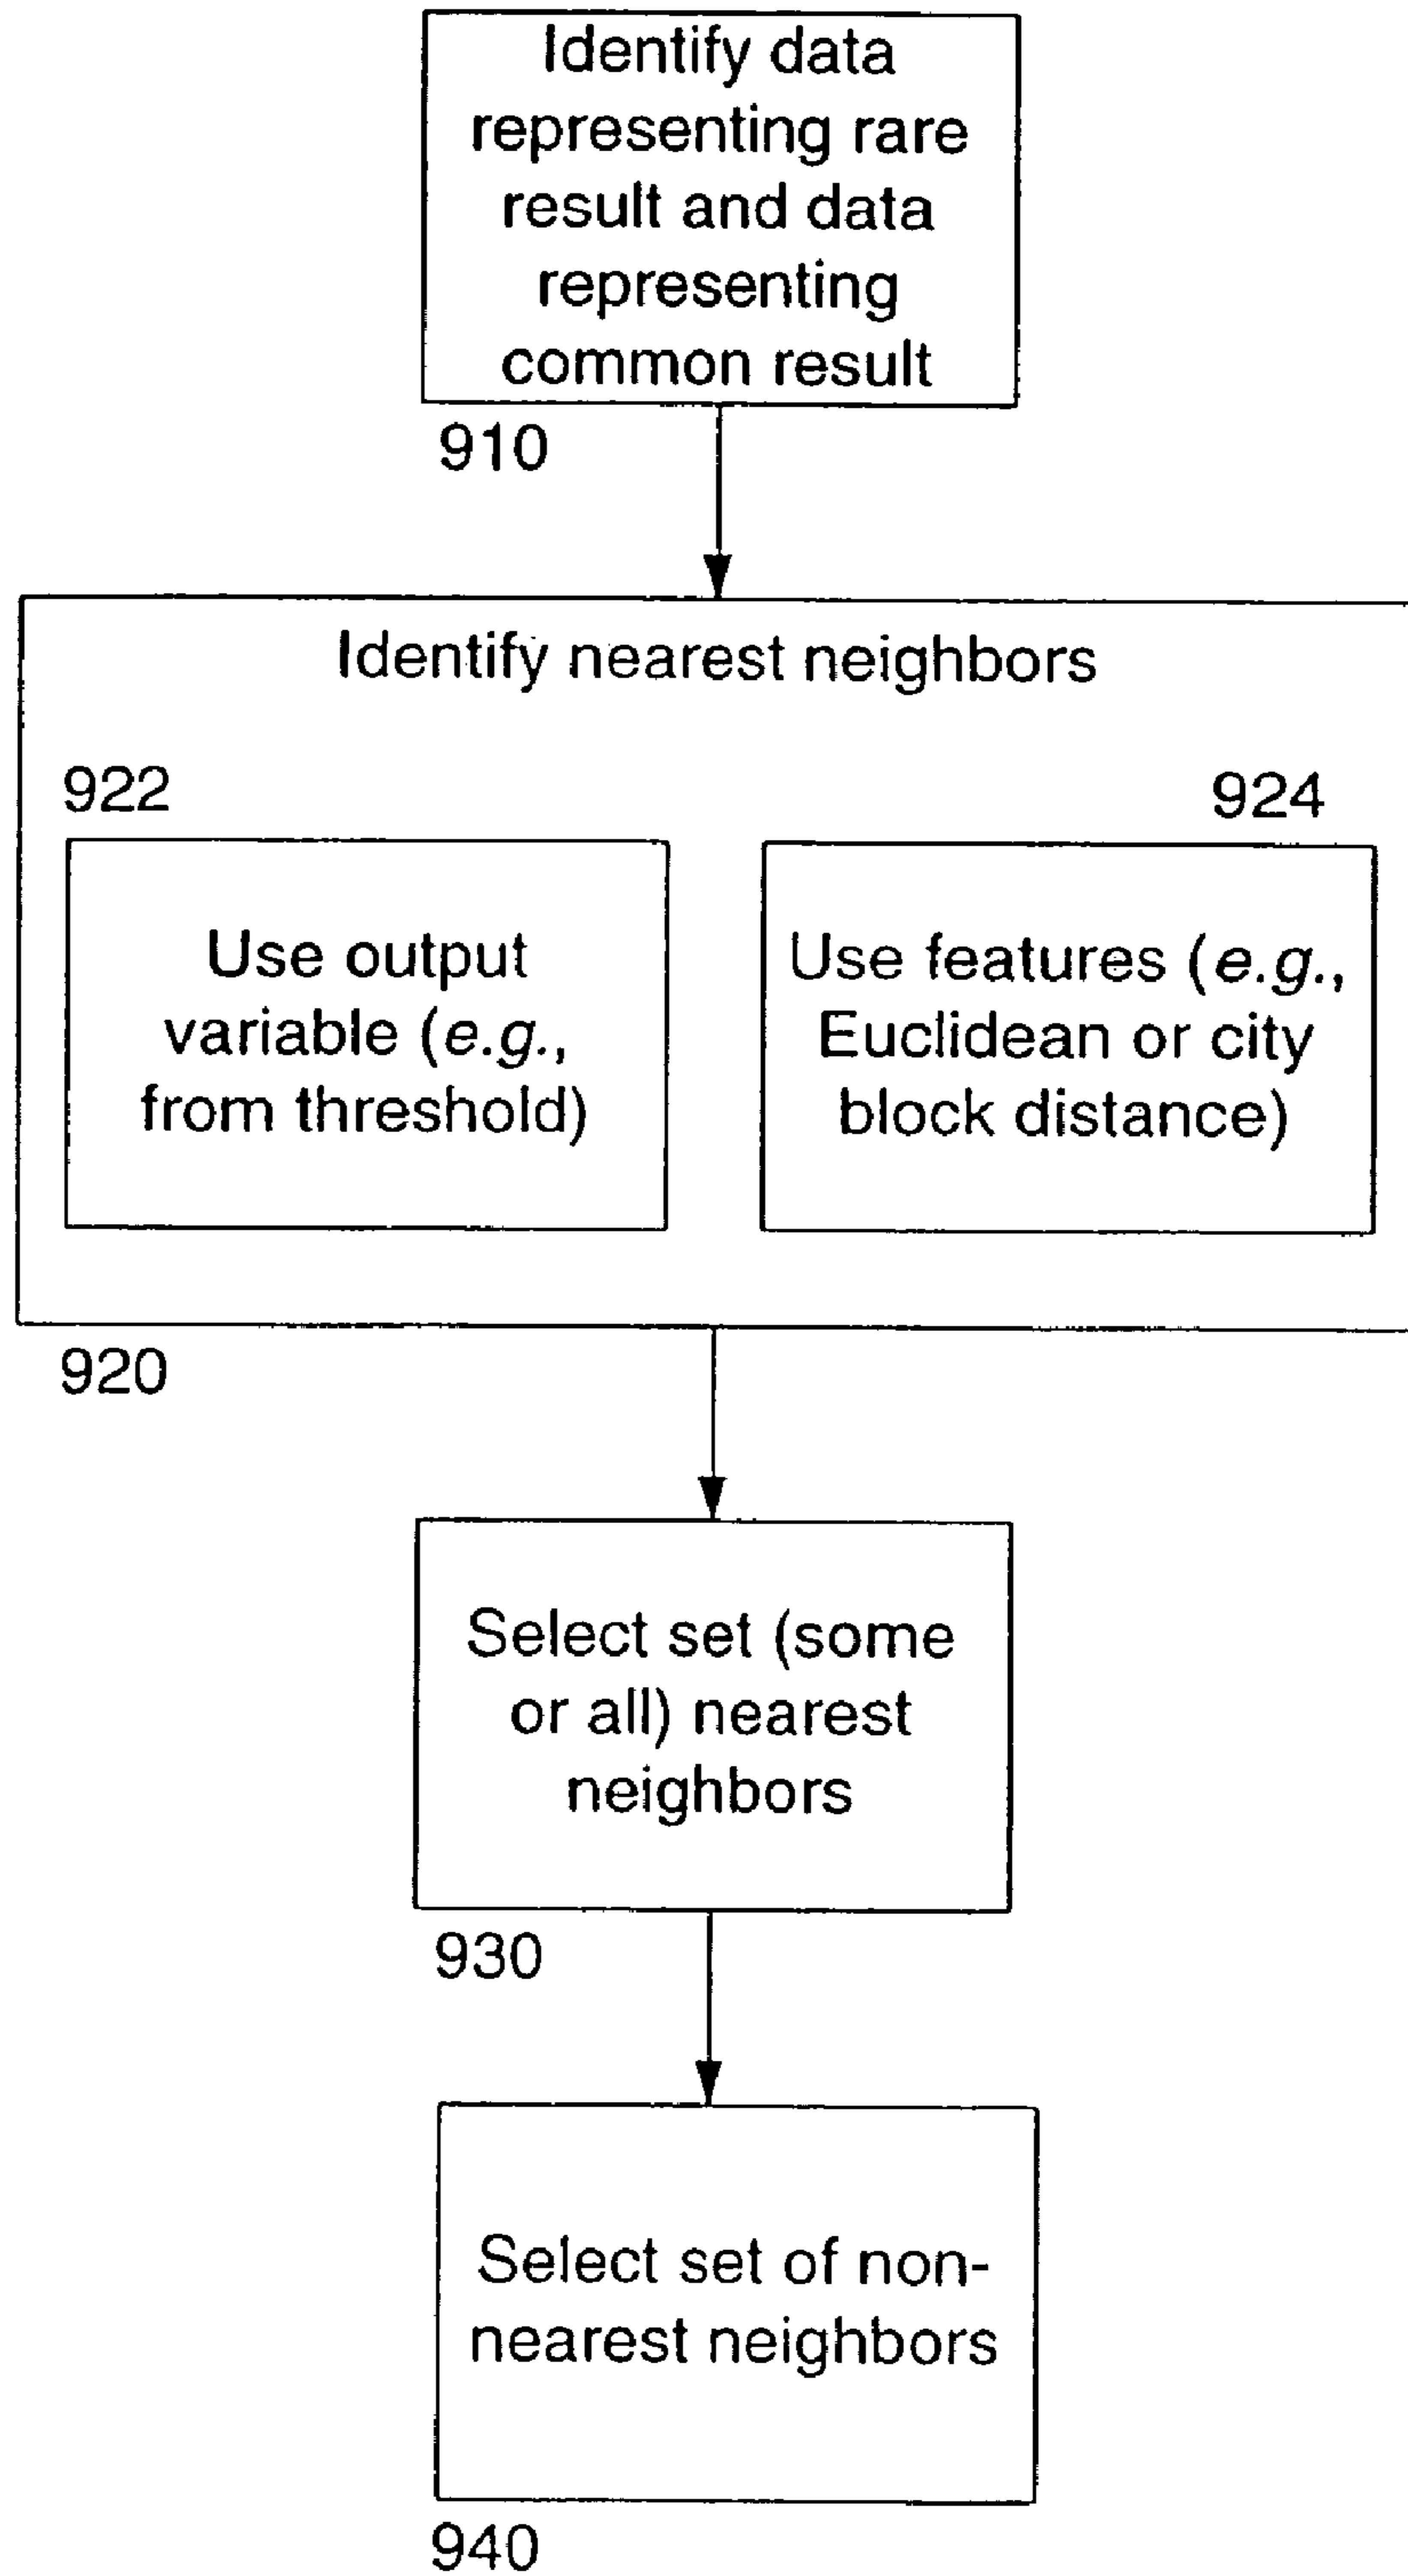 Identify data
representing rare
result and data
representing
common result
910
Identify nearest neighbors
922
924
Use output
variable (e.g.,
from threshold)
Use features (e.g.,
Euclidean or city
block distance)
920
Select set (some
or all) nearest
neighbors
930
Select set of non-
nearest neighbors
940